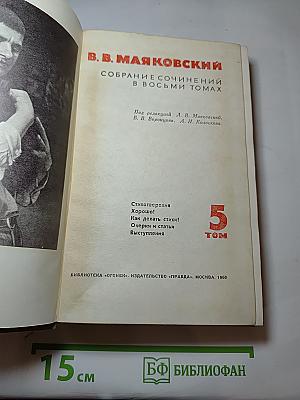 В. В. МАЯКОВСКИЙ
СОБРАНИЕ СОЧИНЕНИЙ
В ВОСЬМИ ТОМАХ
Под редакцией Л. В. Маяковской,
В. В. Воронцова, А. И. Колоскова.
Стихотворения
Хорошо!
Как делать стихи?
Очерки и статьи
Выступления
5
ТОМ
БИБЛИОТЕКА «ОГОНЕК». ИЗДАТЕЛЬСТВО «ПРАВДА». МОСКВА. 1968
15 см
БФ БИБЛИОФАН